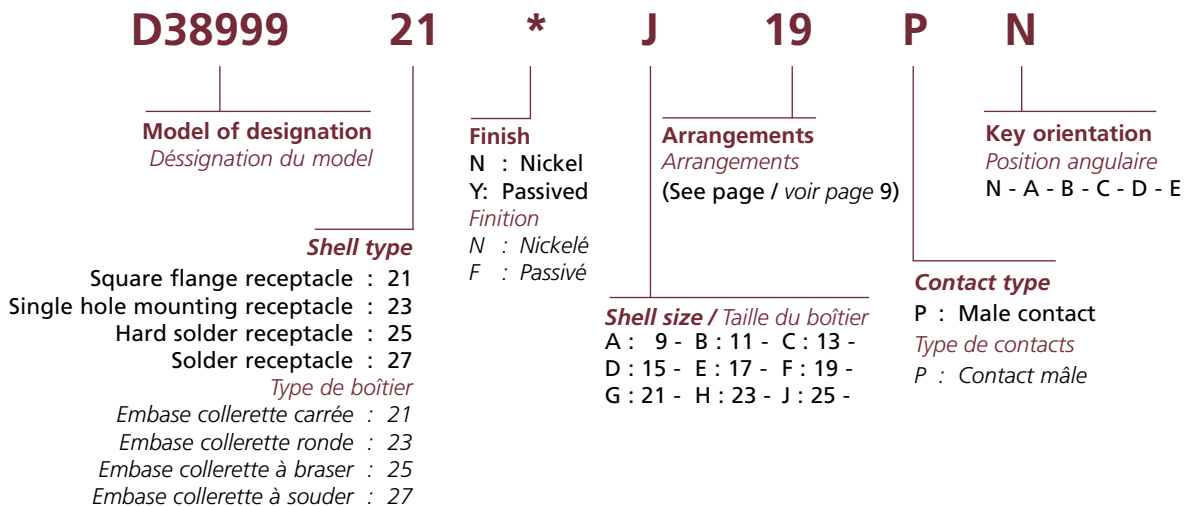 D38999 21 * J 19 P N
Model of designation
Déssignation du model
Shell type
Square flange receptacle : 21
Single hole mounting receptacle : 23
Hard solder receptacle : 25
Solder receptacle : 27
Type de boîtier
Embase collerette carrée : 21
Embase collerette ronde : 23
Embase collerette à braser : 25
Embase collerette à souder : 27
Finish
N : Nickel
Y: Passived
Finition
N : Nickelé
F : Passivé
Shell size / Taille du boîtier
A : 9 - B : 11 - C : 13 -
D : 15 - E : 17 - F : 19 -
G : 21 - H : 23 - J : 25 -
Arrangements
Arrangements
(See page / voir page 9)
Contact type
P : Male contact
Type de contacts
P : Contact mâle
Key orientation
Position angulaire
N - A - B - C - D - E